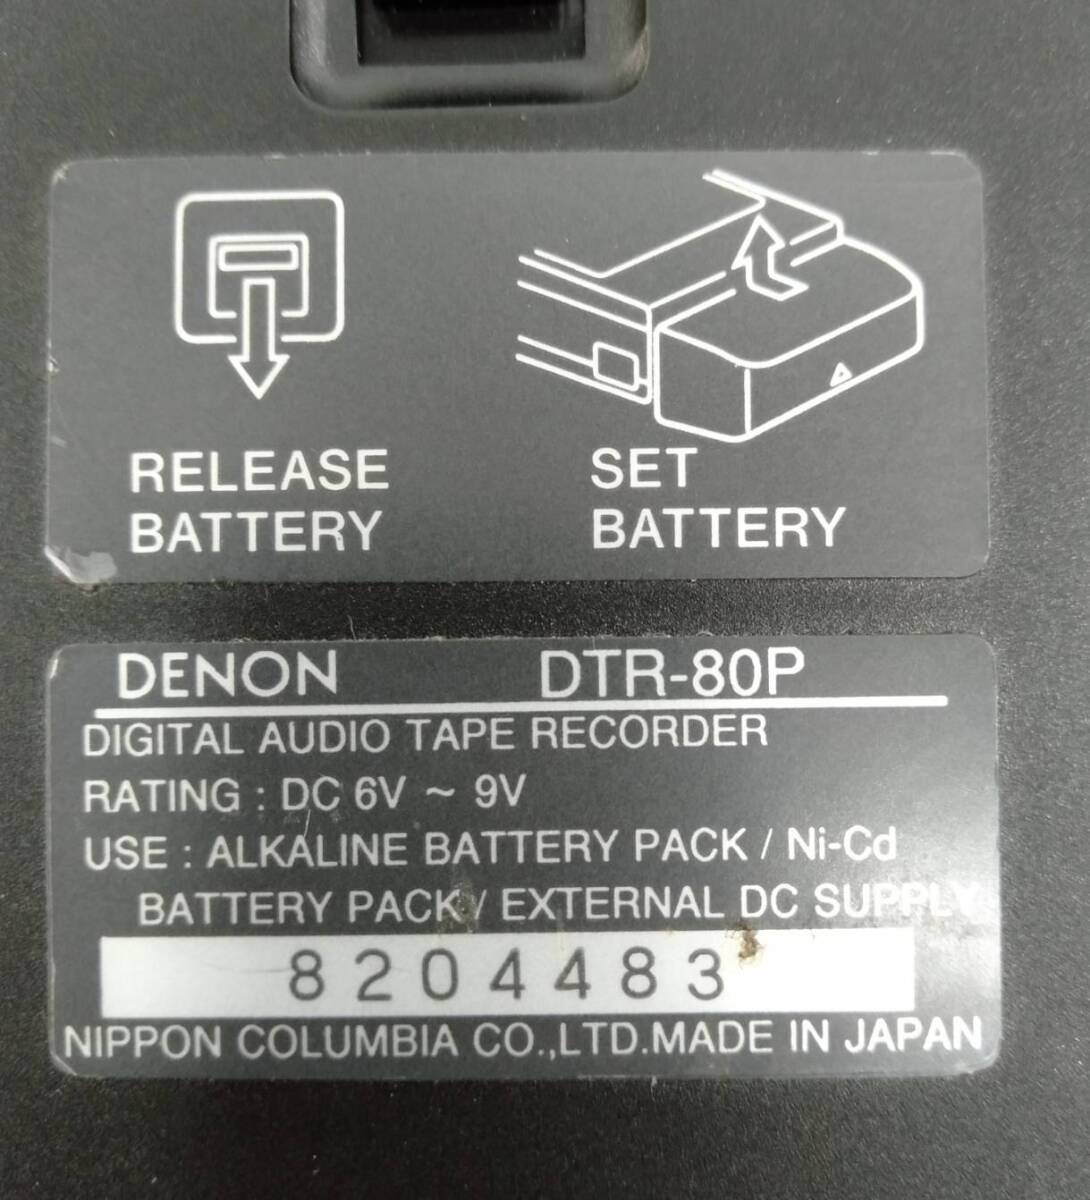 RELEASE
BATTERY
SET
BATTERY
DENON DTR-80P
DIGITAL AUDIO TAPE RECORDER
RATING : DC 6V ~ 9V
USE : ALKALINE BATTERY PACK / Ni-Cd
BATTERY PACK / EXTERNAL DC SUPPLY
8204483
NIPPON COLUMBIA CO.,LTD.MADE IN JAPAN